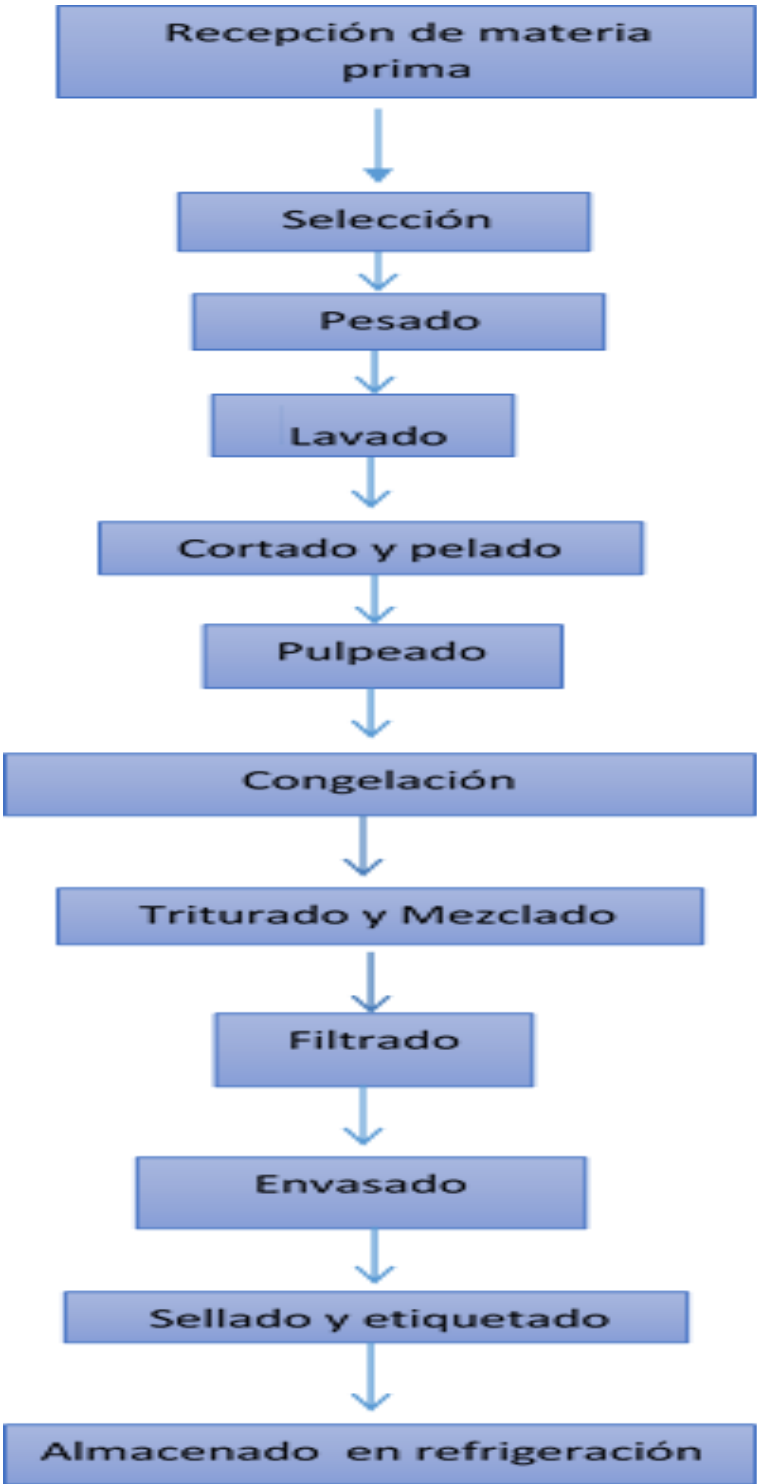 Recepción de materia
prima
Selección
Pesado
Lavado
Cortado y pelado
Pulpeado
Congelación
Triturado y Mezclado
Filtrado
Envasado
Sellado y etiquetado
Almacenado en refrigeración